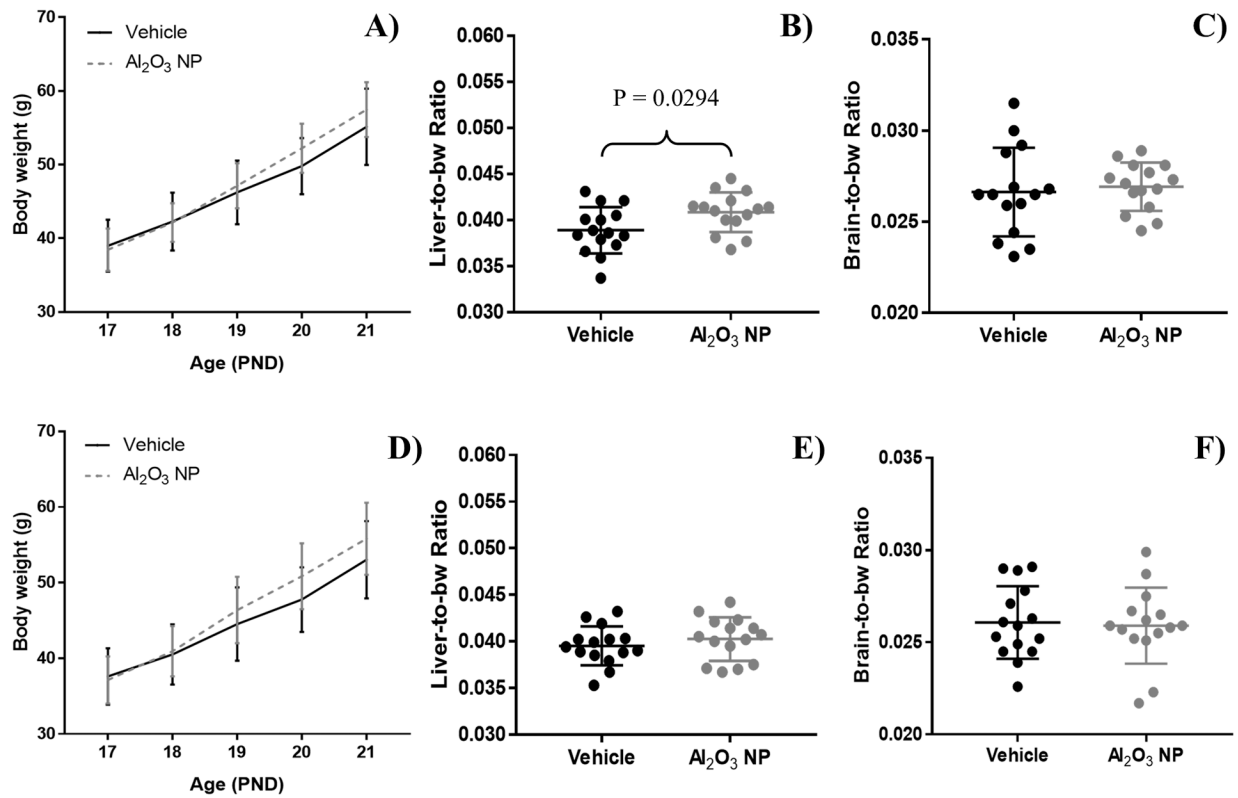 A)
Vehicle
Al₂O₃ NP
Body weight (g)
70
60
50
40
30
17 18 19 20 21
Age (PND)
B)
P = 0.0294
Liver-to-bw Ratio
0.060
0.055
0.050
0.045
0.040
0.035
0.030
Vehicle Al₂O₃ NP
C)
Brain-to-bw Ratio
0.035
0.030
0.025
0.020
Vehicle Al₂O₃ NP
D)
Vehicle
Al₂O₃ NP
Body weight (g)
70
60
50
40
30
17 18 19 20 21
Age (PND)
E)
Liver-to-bw Ratio
0.060
0.055
0.050
0.045
0.040
0.035
0.030
Vehicle Al₂O₃ NP
F)
Brain-to-bw Ratio
0.035
0.030
0.025
0.020
Vehicle Al₂O₃ NP